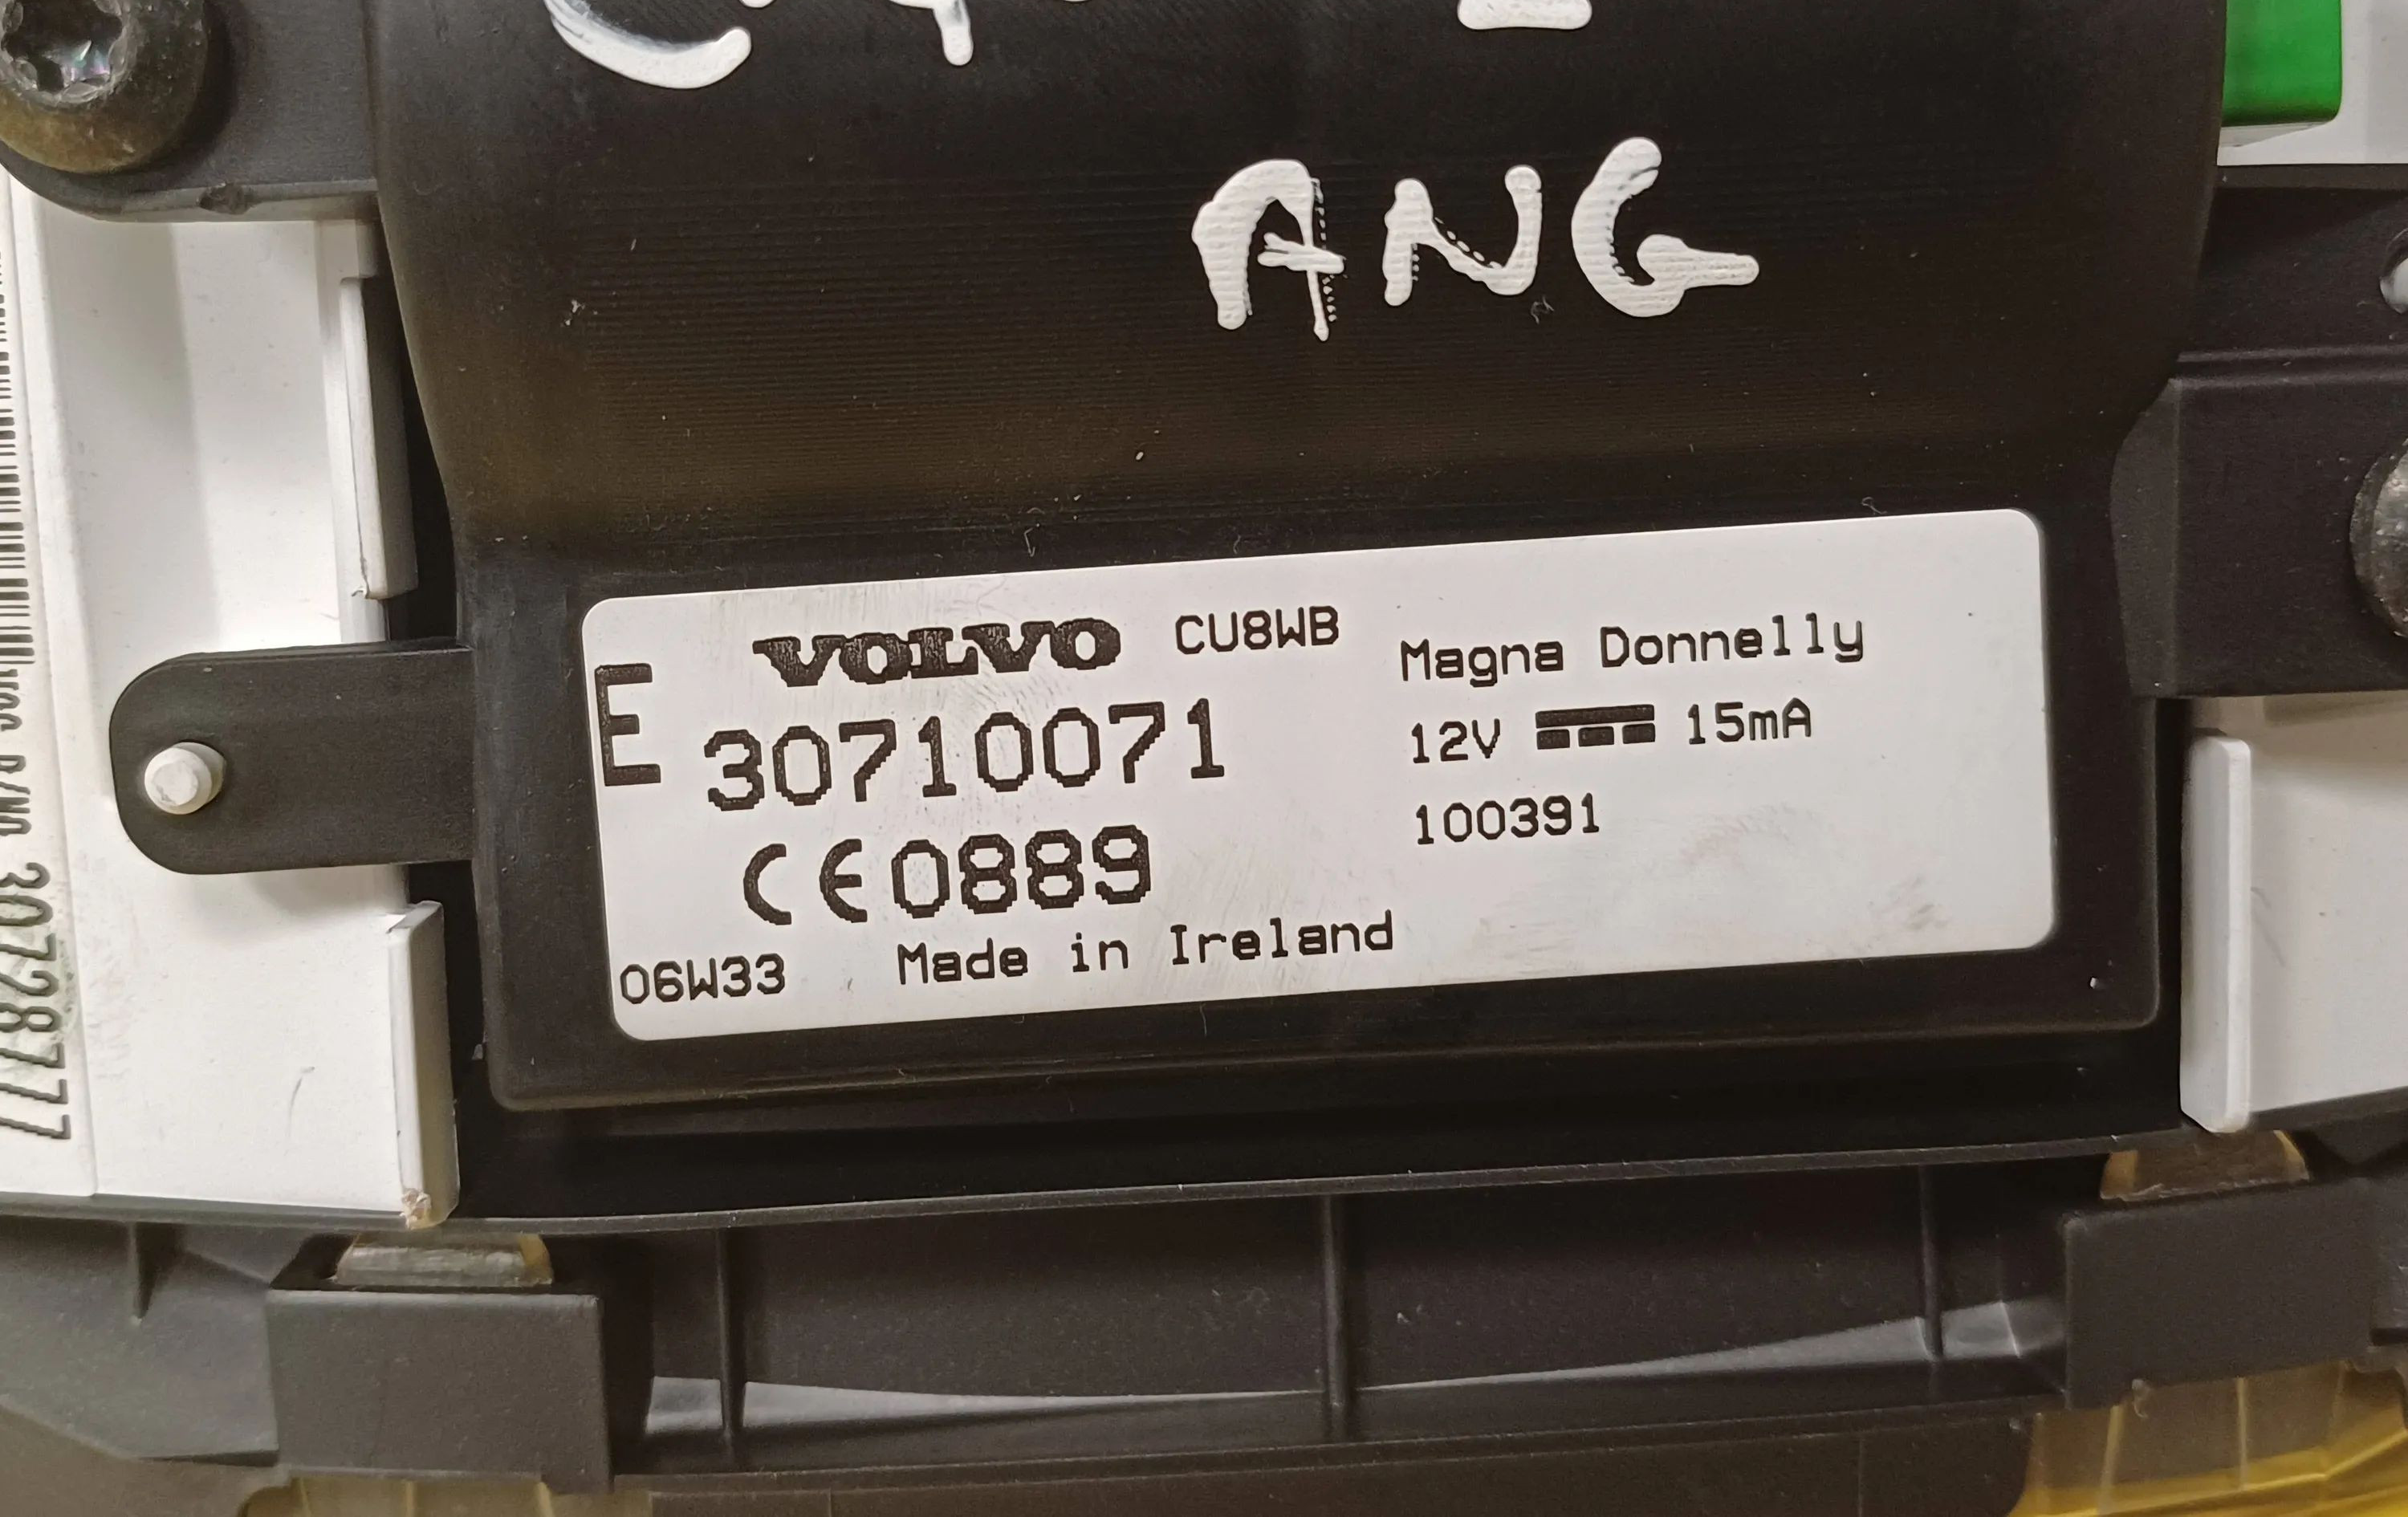 ANG
VOLVO CU8WB
E 30710071
CE0889
06W33 Made in Ireland
Magna Donnelly
12V 15mA
100391
30728777